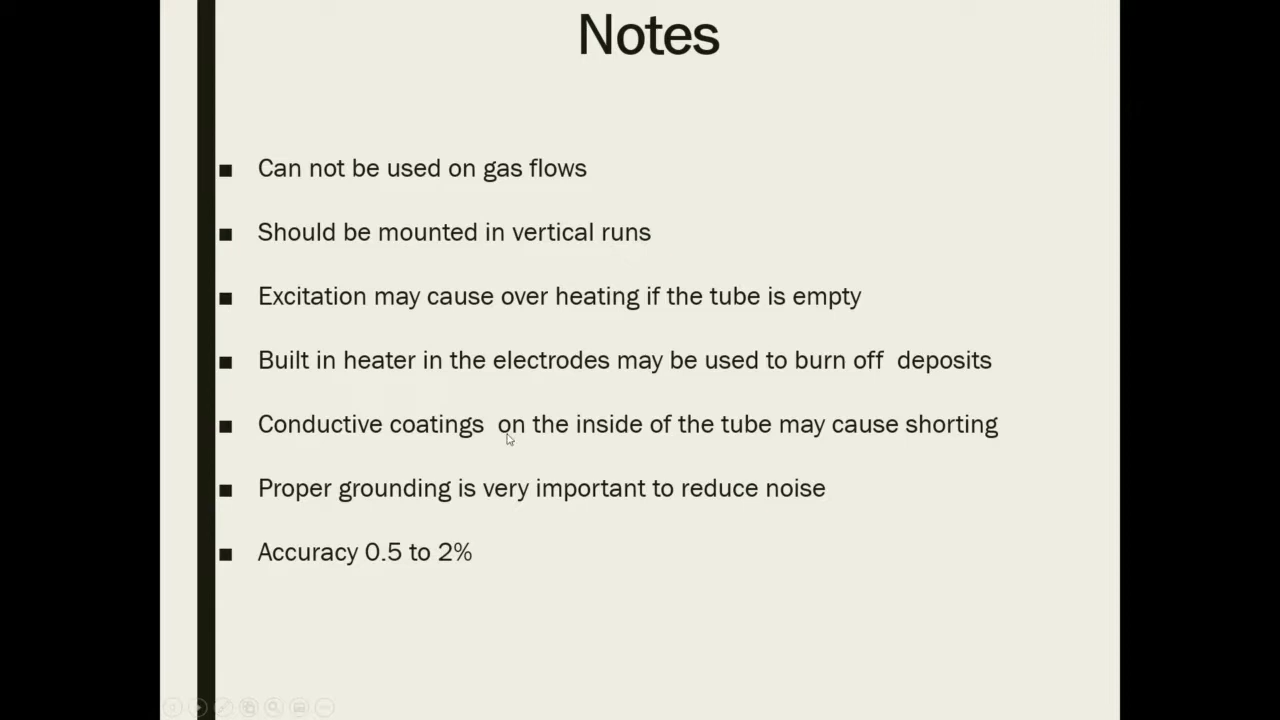 Notes
■ Can not be used on gas flows
■ Should be mounted in vertical runs
■ Excitation may cause over heating if the tube is empty
■ Built in heater in the electrodes may be used to burn off  deposits
■ Conductive coatings  on the inside of the tube may cause shorting
■ Proper grounding is very important to reduce noise
■ Accuracy 0.5 to 2%